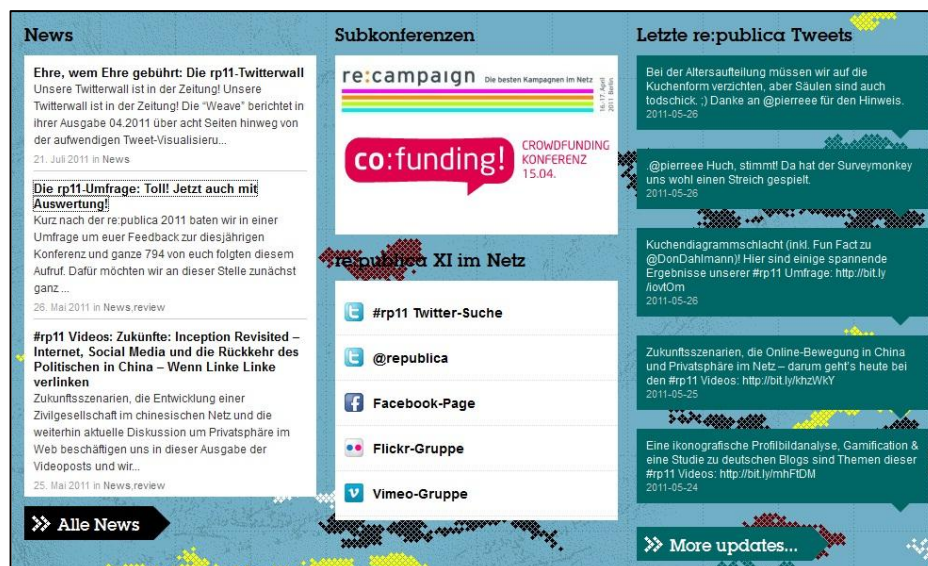 News
Ehre, wem Ehre gebührt: Die rp11-Twitterwall
Unsere Twitterwall ist in der Zeitung! Unsere
Twitterwall ist in der Zeitung! Die “Weave” berichtet in
ihrer Ausgabe 04.2011 über acht Seiten hinweg von
der aufwendigen Tweet-Visualisieru...
21. Juli 2011 in News
Die rp11-Umfrage: Toll! Jetzt auch mit
Auswertung!
Kurz nach der re:publica 2011 baten wir in einer
Umfrage um euer Feedback zur diesjährigen
Konferenz und ganze 794 von euch folgten diesem
Aufruf. Dafür möchten wir an dieser Stelle zunächst
ganz ...
26. Mai 2011 in News,review
#rp11 Videos: Zukünfte: Inception Revisited –
Internet, Social Media und die Rückkehr des
Politischen in China – Wenn Linke Linke
verlinken
Zukunftsszenarien, die Entwicklung einer
Zivilgesellschaft im chinesischen Netz und die
weiterhin aktuelle Diskussion um Privatsphäre im
Web beschäftigen uns in dieser Ausgabe der
Videoposts und wir...
25. Mai 2011 in News,review
Alle News
Subkonferenzen
re:campaign Die besten Kampagnen im Netz
16.-17. April
2011 Berlin
co:funding! CROWDFUNDING
KONFERENZ
15.04.
re:publica XI im Netz
#rp11 Twitter-Suche
@republica
Facebook-Page
Flickr-Gruppe
Vimeo-Gruppe
Letzte re:publica Tweets
Bei der Altersaufteilung müssen wir auf die
Kuchenform verzichten, aber Säulen sind auch
todschick. ;) Danke an @pierreee für den Hinweis.
2011-05-26
.@pierreee Huch, stimmt! Da hat der Surveymonkey
uns wohl einen Streich gespielt.
2011-05-26
Kuchendiagrammschlacht (inkl. Fun Fact zu
@DonDahlmann)! Hier sind einige spannende
Ergebnisse unserer #rp11 Umfrage: http://bit.ly
/iovtOm
2011-05-26
Zukunftsszenarien, die Online-Bewegung in China
und Privatsphäre im Netz – darum geht's heute bei
den #rp11 Videos: http://bit.ly/khzWkY
2011-05-25
Eine ikonografische Profilbildanalyse, Gamification &
eine Studie zu deutschen Blogs sind Themen dieser
#rp11 Videos: http://bit.ly/mhFtDM
2011-05-24
More updates...